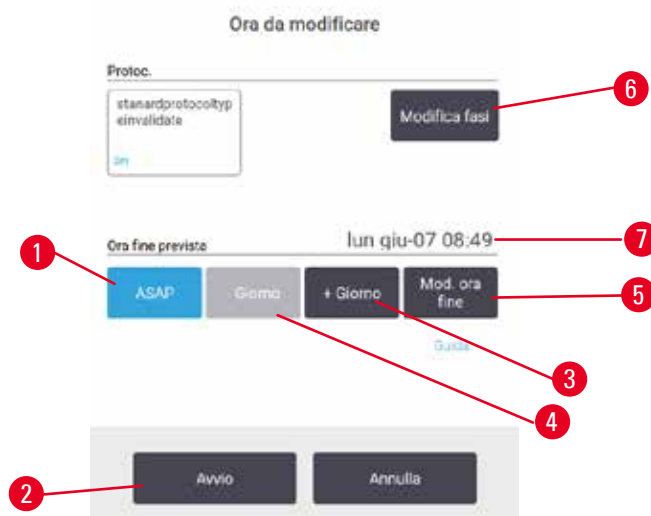 Ora da modificare
Protoc.
stanardprotocoltyp
einvalidate
6
Modifica fasi
Ora fine prevista
lun giu-07 08:49
7
1
ASAP
Giorno
+ Giorno
Mod. ora
fine
5
Guida
3
4
2
Avvio
Annulla